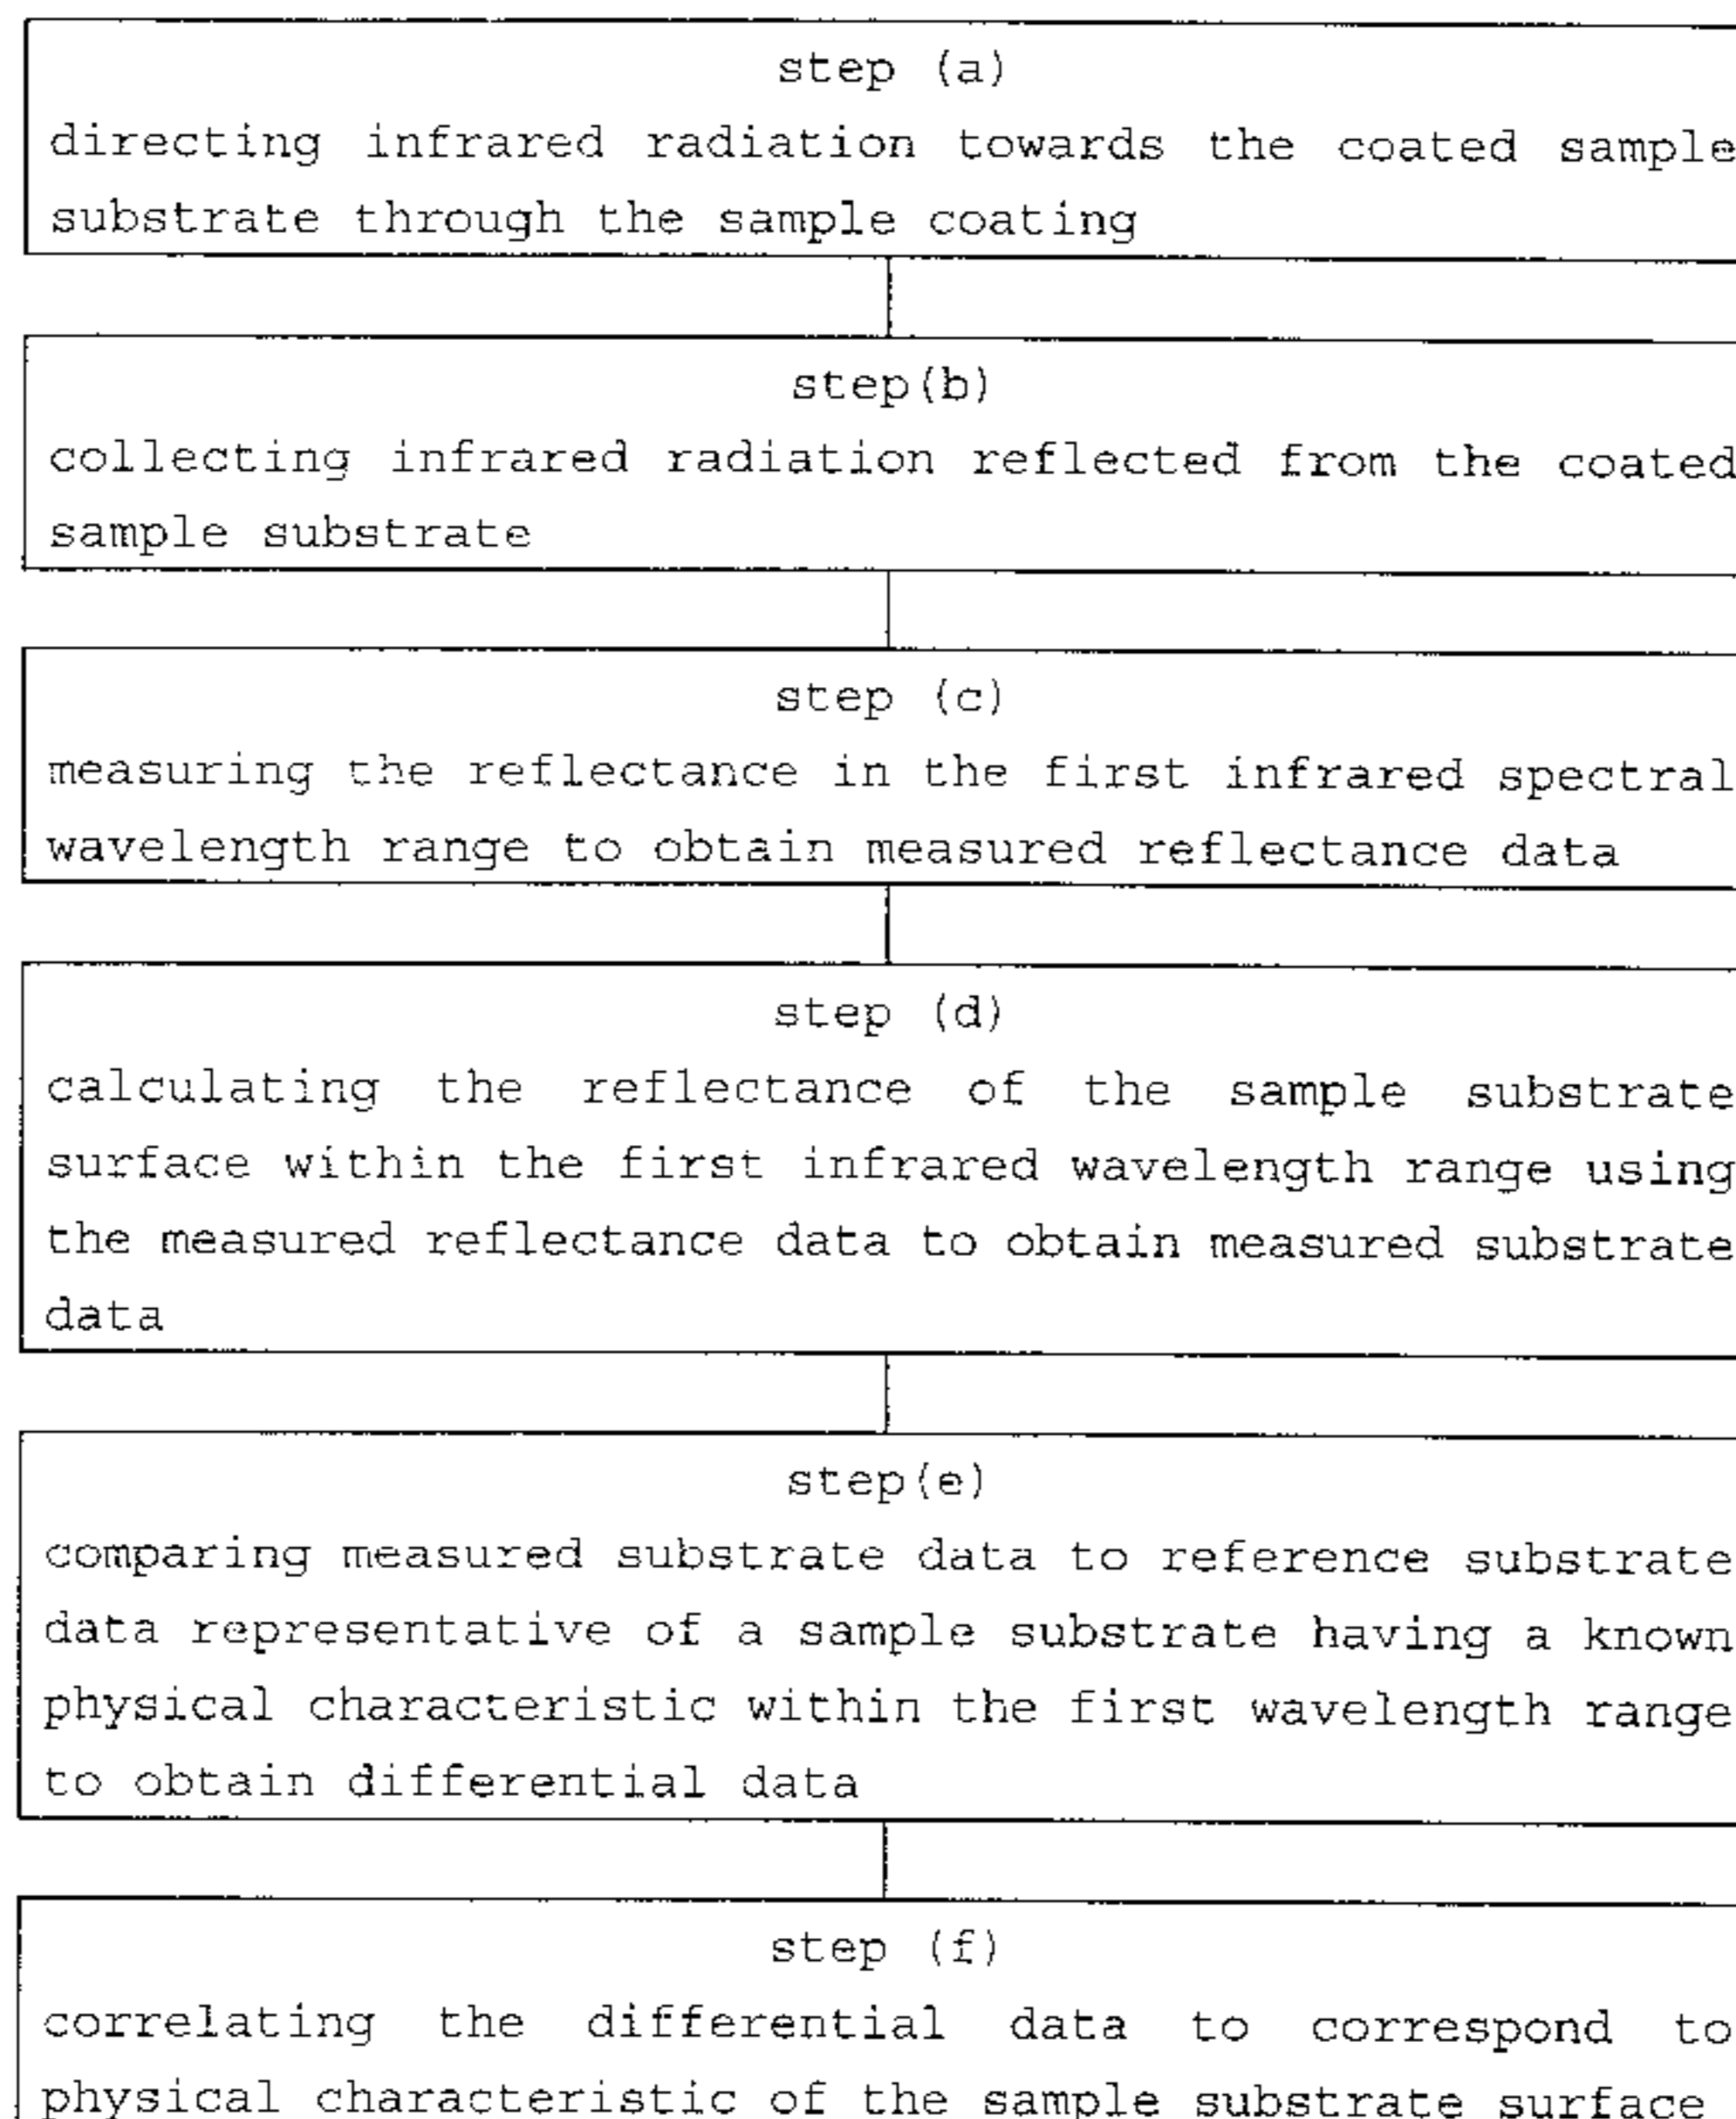 step (a)
directing infrared radiation towards the coated sample
substrate through the sample coating
step(b)
collecting infrared radiation reflected from the coated
sample substrate
step (c)
measuring the reflectance in the first infrared spectral
wavelength range to obtain measured reflectance data
step (d)
calculating the reflectance of the sample substrate
surface within the first infrared wavelength range using
the measured reflectance data to obtain measured substrate
data
step(e)
comparing measured substrate data to reference substrate
data representative of a sample substrate having a known
physical characteristic within the first wavelength range
to obtain differential data
step (f)
correlating the differential data to correspond to
physical characteristic of the sample substrate surface